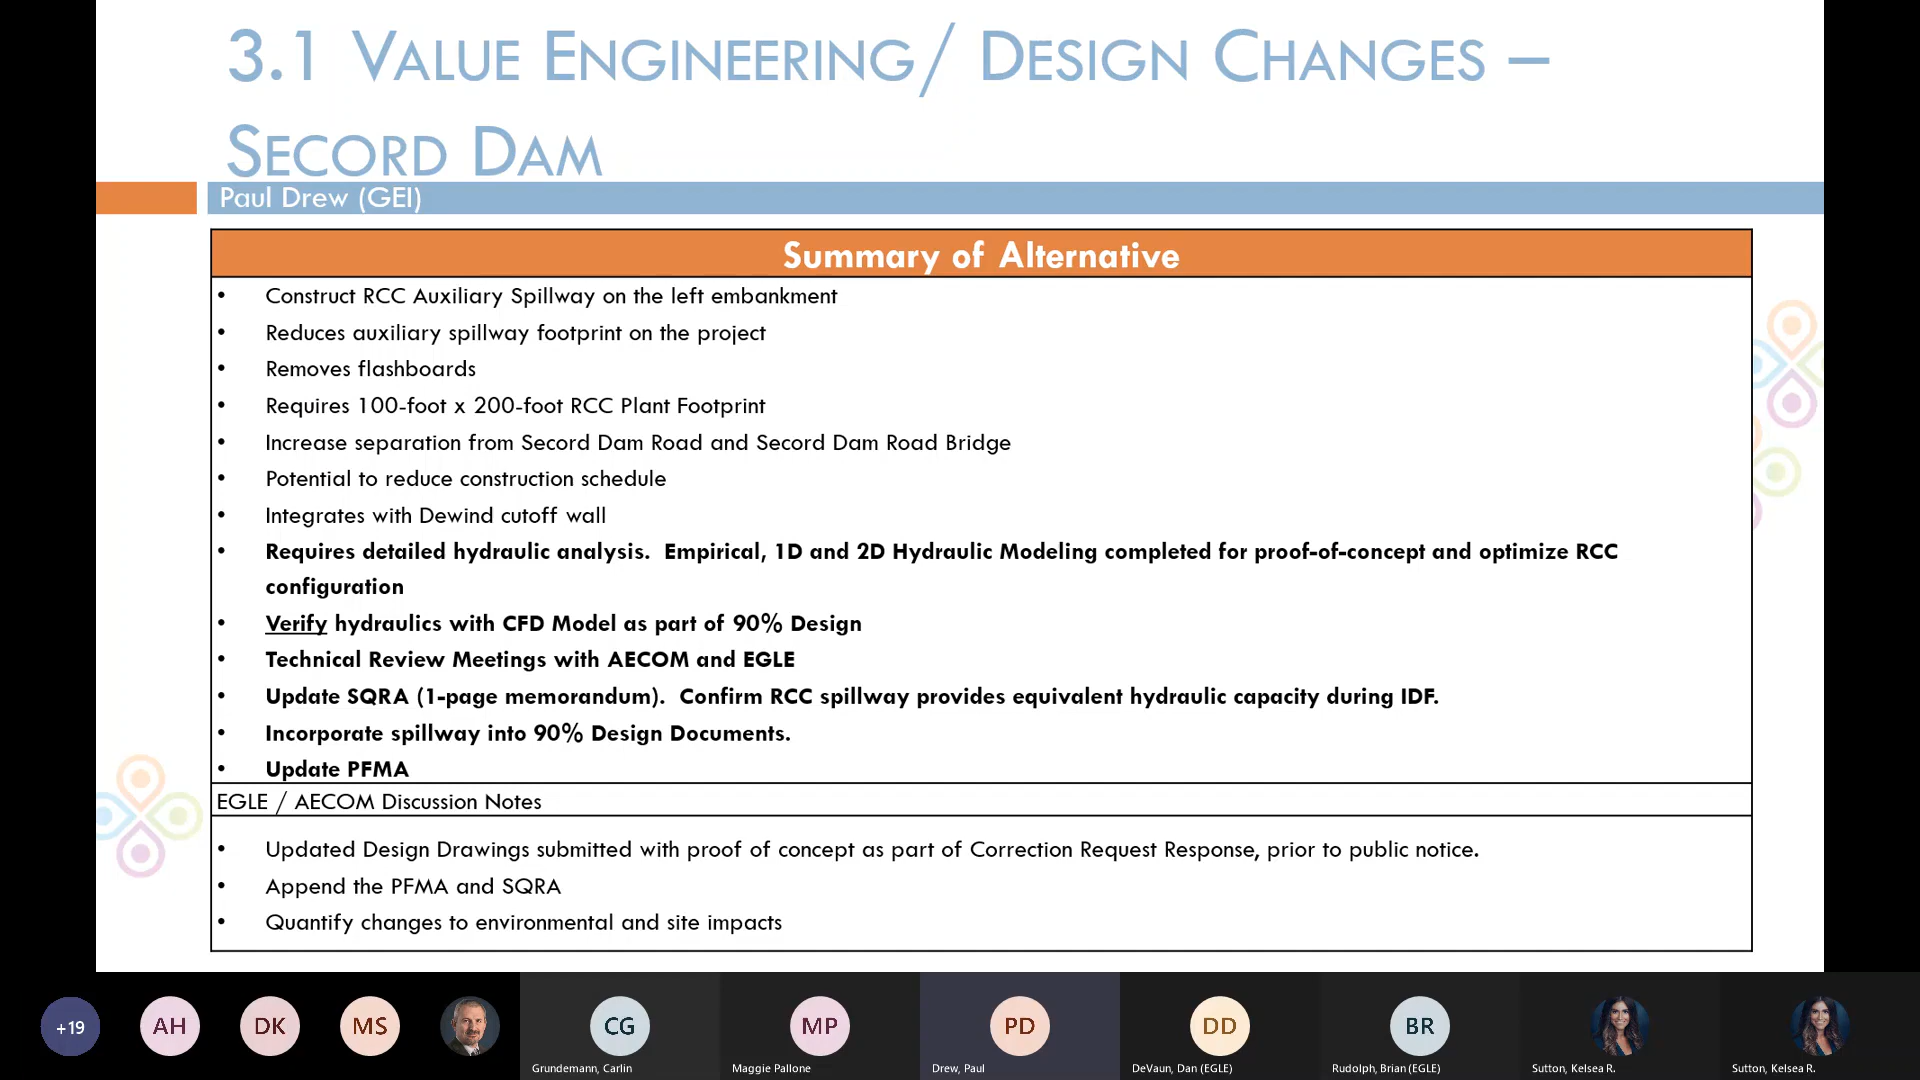 3.1 VALUE ENGINEERING/ DESIGN CHANGES –
SECORD DAM
Paul Drew (GEI)
Summary of Alternative
• Construct RCC Auxiliary Spillway on the left embankment
• Reduces auxiliary spillway footprint on the project
• Removes flashboards
• Requires 100-foot x 200-foot RCC Plant Footprint
• Increase separation from Secord Dam Road and Secord Dam Road Bridge
• Potential to reduce construction schedule
• Integrates with Dewind cutoff wall
• Requires detailed hydraulic analysis. Empirical, 1D and 2D Hydraulic Modeling completed for proof-of-concept and optimize RCC
configuration
• Verify hydraulics with CFD Model as part of 90% Design
• Technical Review Meetings with AECOM and EGLE
• Update SQRA (1-page memorandum). Confirm RCC spillway provides equivalent hydraulic capacity during IDF.
• Incorporate spillway into 90% Design Documents.
• Update PFMA
EGLE / AECOM Discussion Notes
• Updated Design Drawings submitted with proof of concept as part of Correction Request Response, prior to public notice.
• Append the PFMA and SQRA
• Quantify changes to environmental and site impacts
+19 AH DK MS CG MP PD DD BR
Grundemann, Carlin Maggie Pallone Drew, Paul DeVaun, Dan (EGLE) Rudolph, Brian (EGLE) Sutton, Kelsea R. Sutton, Kelsea R.